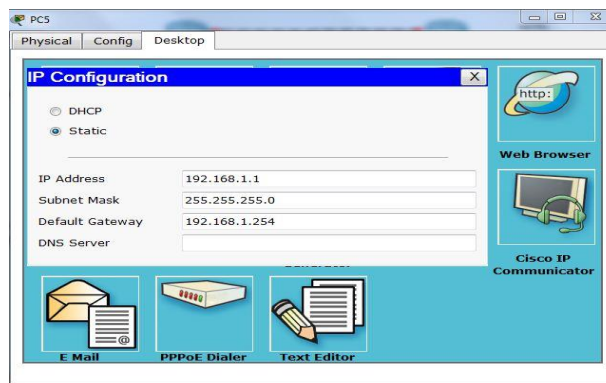 PC5
Physical Config Desktop
IP Configuration X
DHCP
Static
IP Address 192.168.1.1
Subnet Mask 255.255.255.0
Default Gateway 192.168.1.254
DNS Server
http:
Web Browser
Cisco IP
Communicator
@
E Mail PPPoE Dialer Text Editor